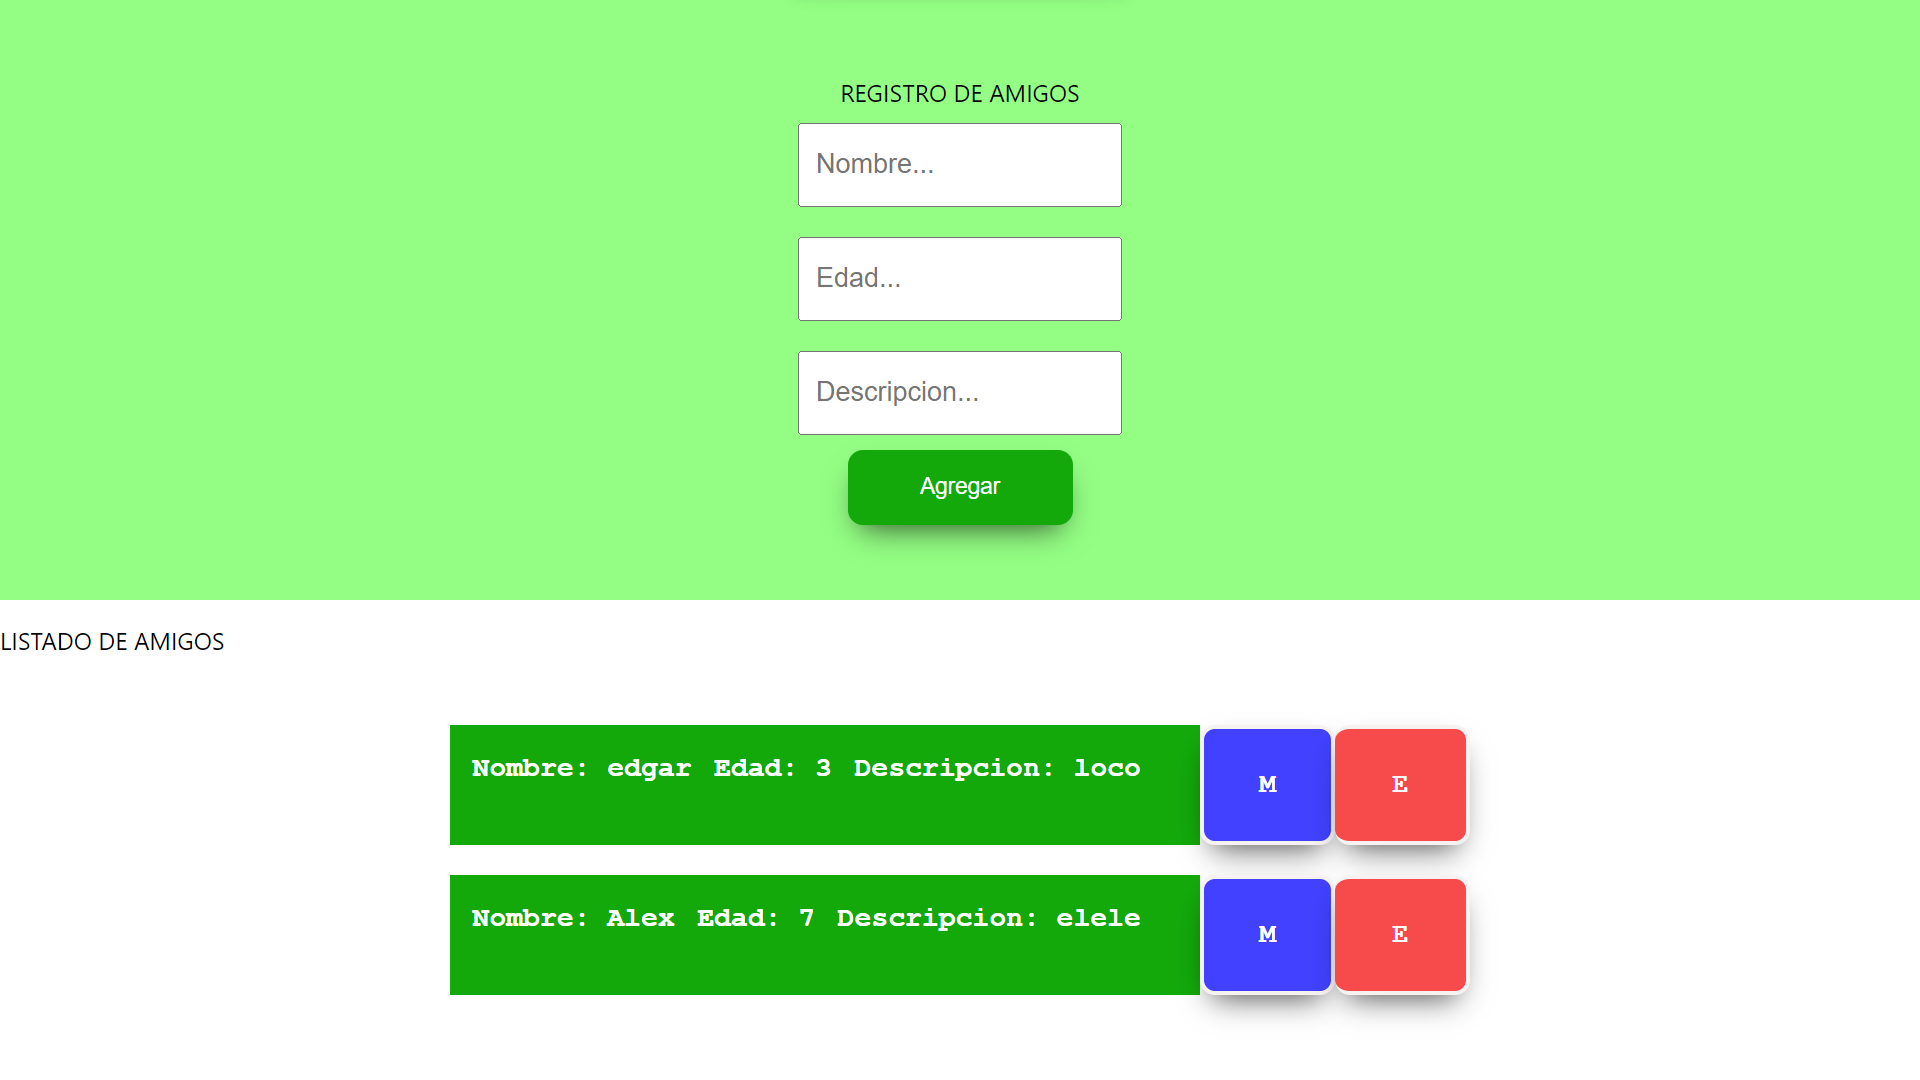 REGISTRO DE AMIGOS
Nombre...
Edad...
Descripcion...
Agregar
LISTADO DE AMIGOS
Nombre: edgar Edad: 3 Descripcion: loco M E
Nombre: Alex Edad: 7 Descripcion: elele M E